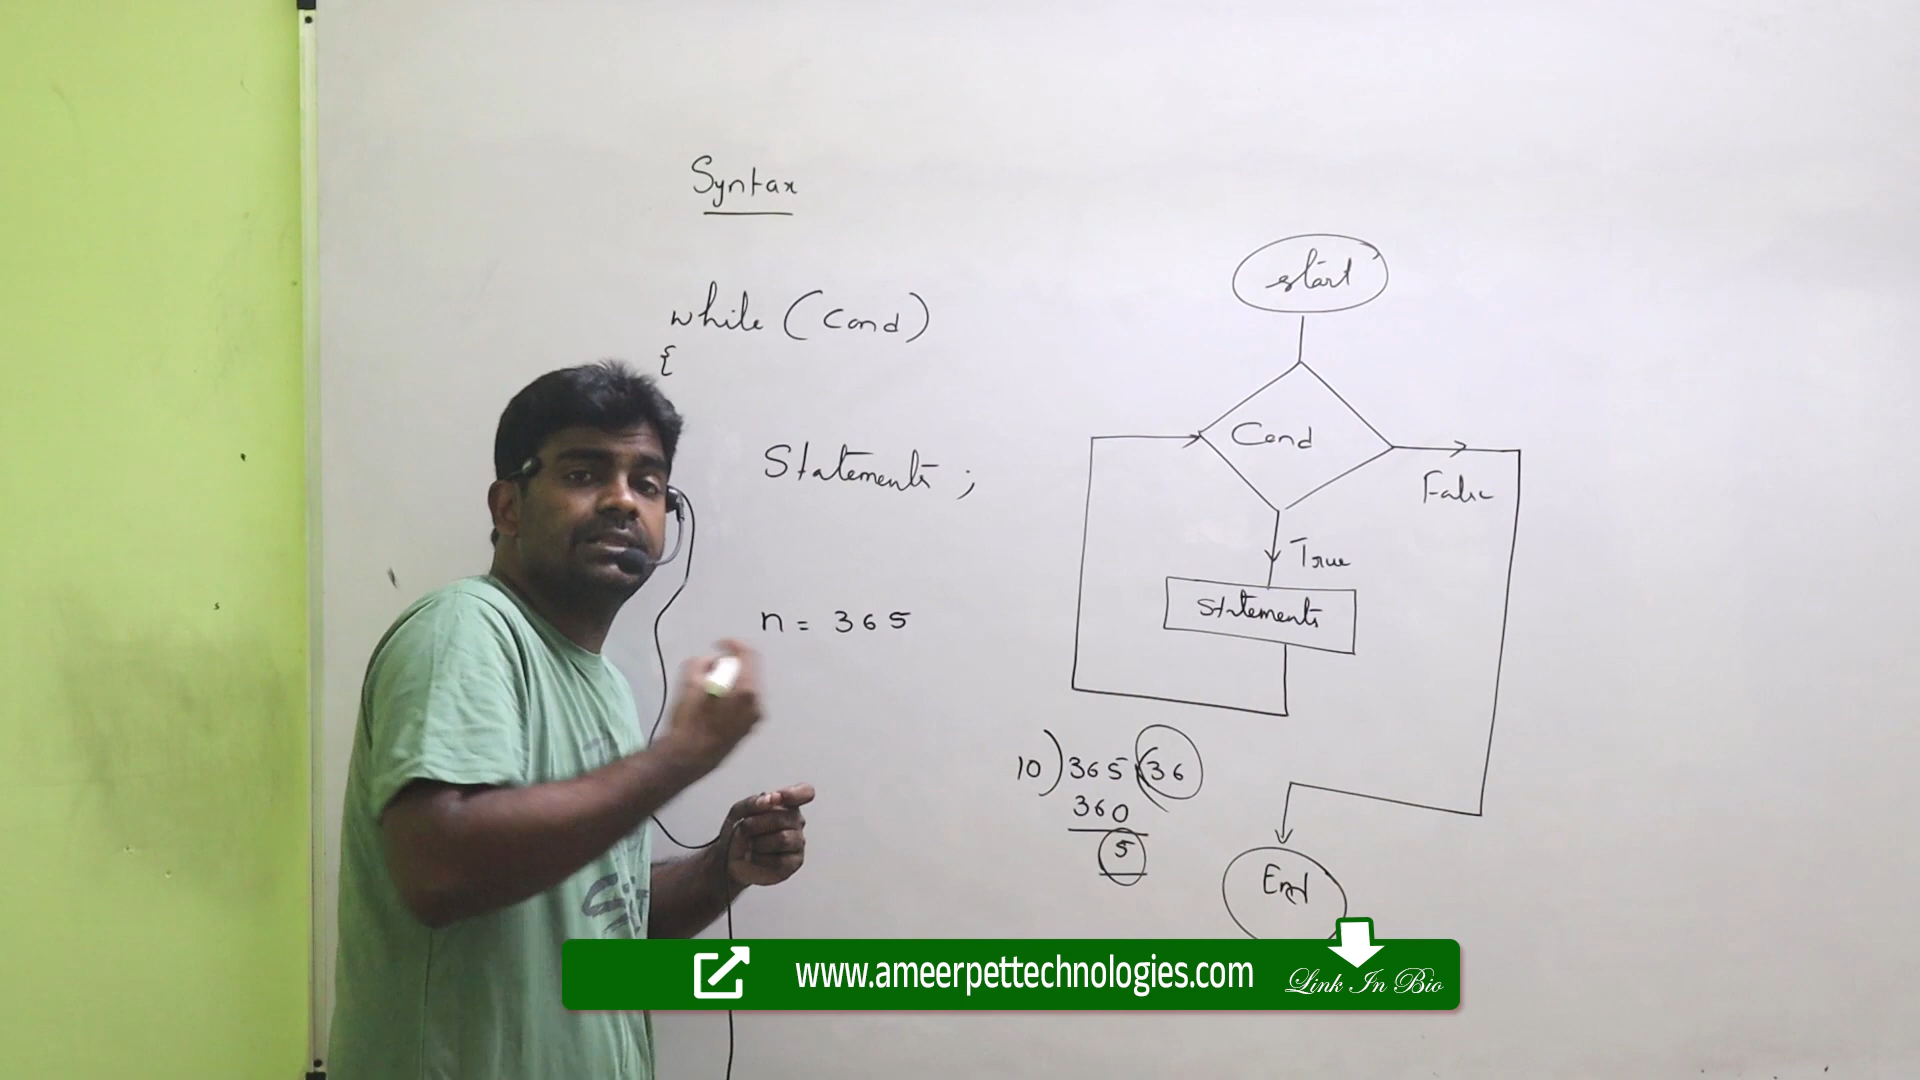 Syntax
while (Cond)
{
Statements ;
n = 365
start
Cond
False
True
Statements
10) 365 (36
360
5
End
www.ameerpettechnologies.com
Link In Bio